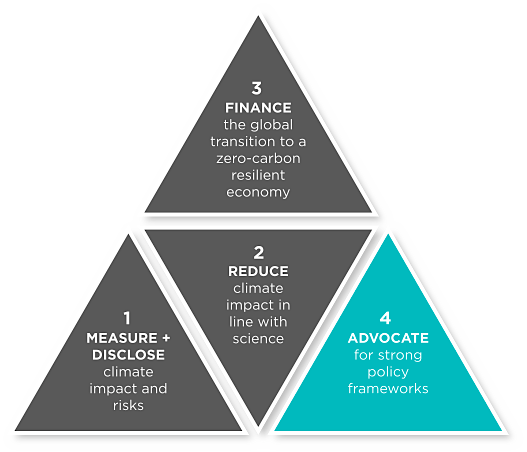 3
FINANCE
the global
transition to a
zero-carbon
resilient
economy
1
MEASURE +
DISCLOSE
climate
impact and
risks
2
REDUCE
climate
impact in
line with
science
4
ADVOCATE
for strong
policy
frameworks